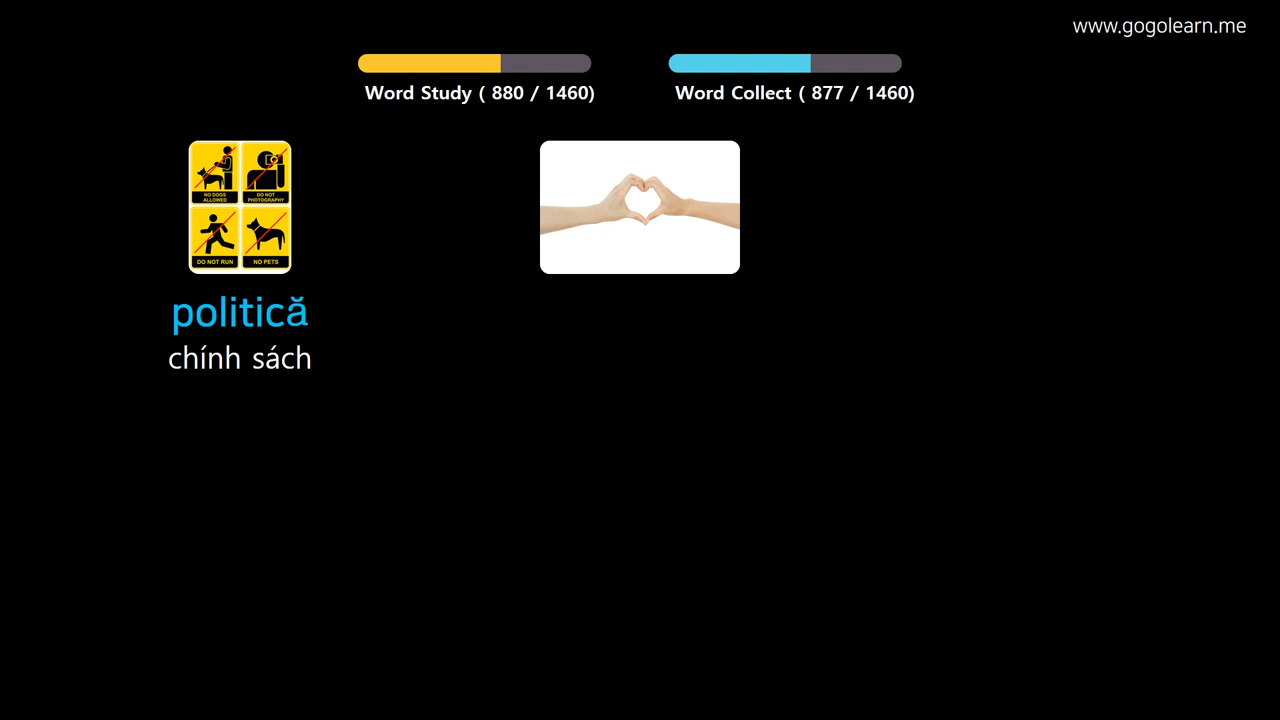 www.gogolearn.me
Word Study ( 880 / 1460)
Word Collect ( 877 / 1460)
NO DOGS
ALLOWED
DO NOT
PHOTOGRAPHY
DO NOT RUN
NO PETS
politică
chính sách